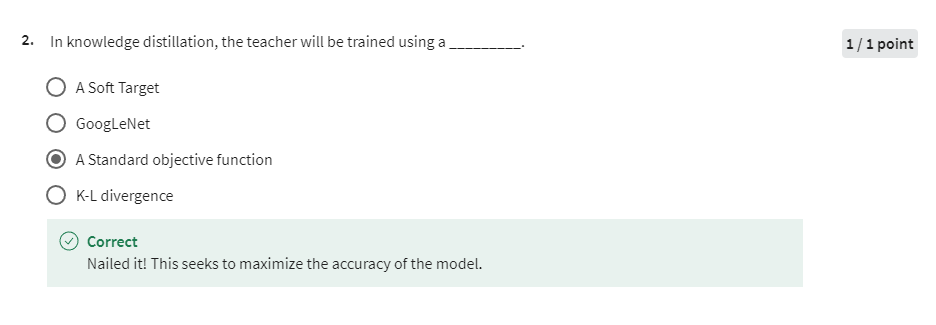 2. In knowledge distillation, the teacher will be trained using a _________.
1 / 1 point
A Soft Target
GoogLeNet
A Standard objective function
K-L divergence
Correct
Nailed it! This seeks to maximize the accuracy of the model.